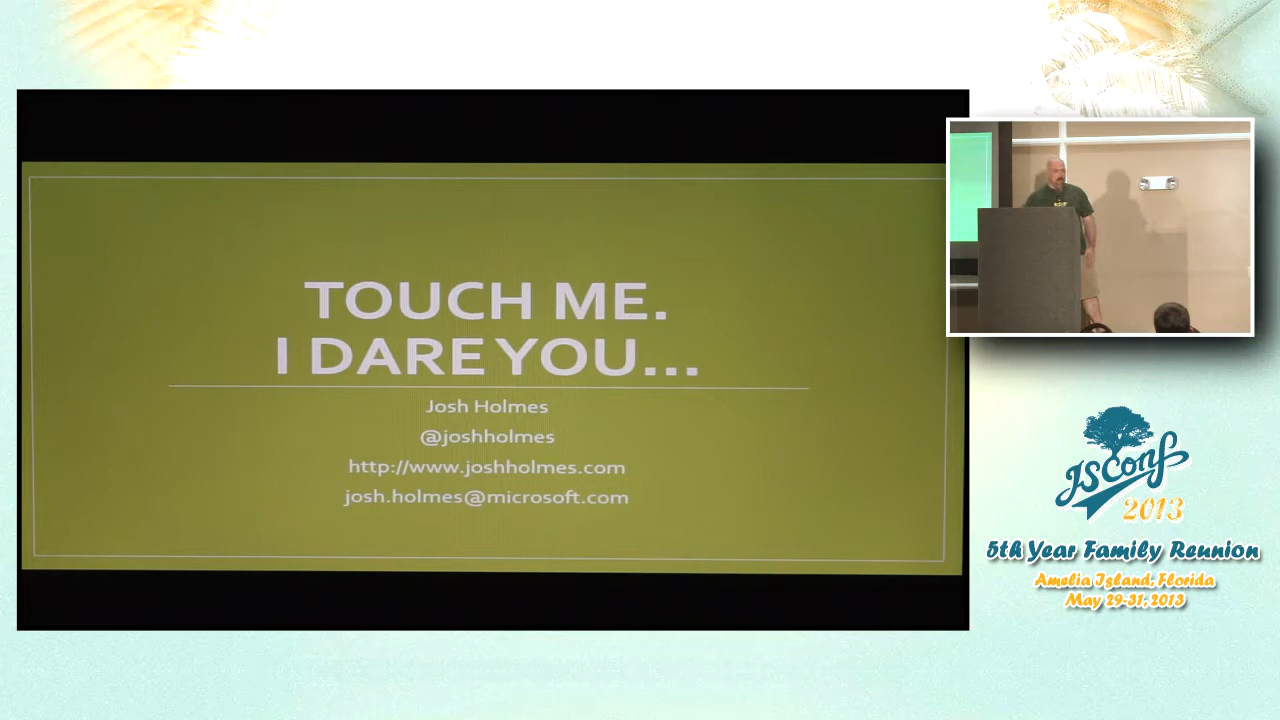 TOUCH ME.
I DARE YOU...
Josh Holmes
@joshholmes
http://www.joshholmes.com
josh.holmes@microsoft.com
JSConf
2013
5th Year Family Reunion
Amelia Island, Florida
May 29-31, 2013